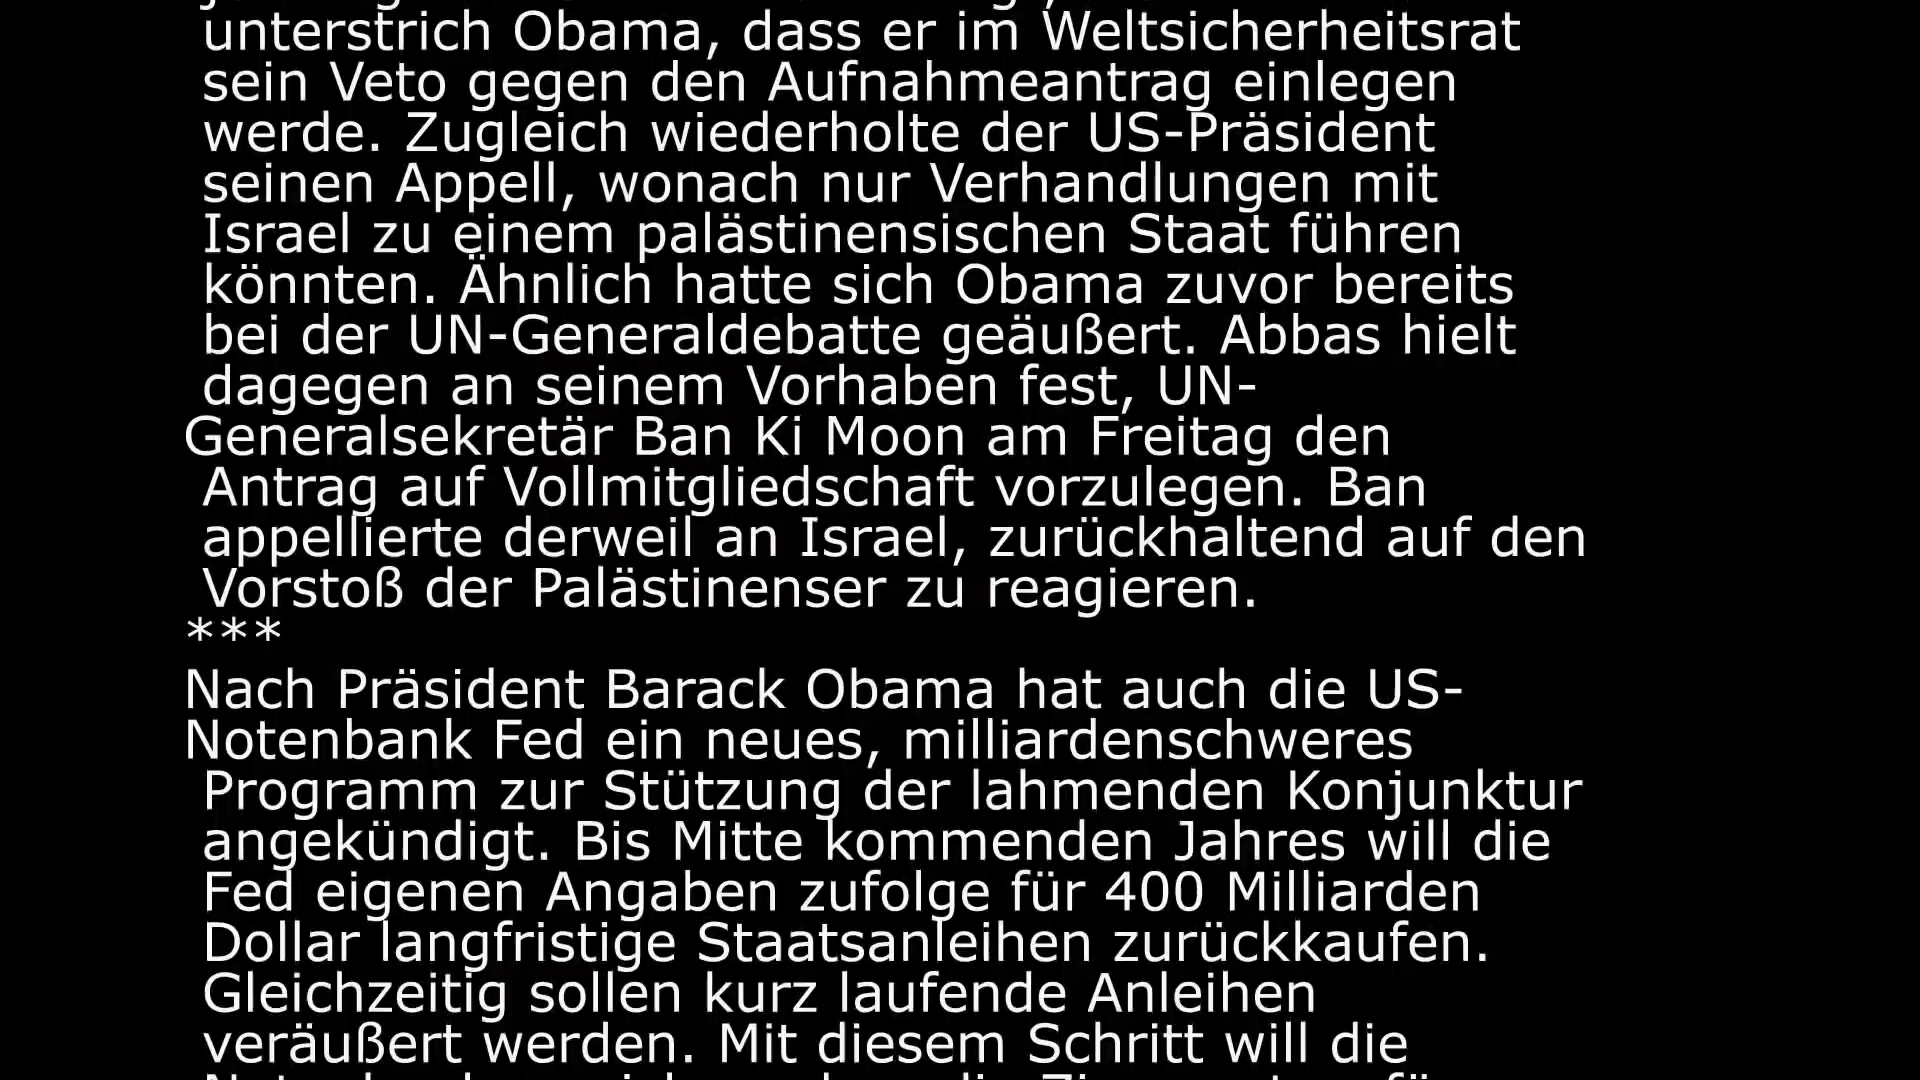 unterstrich Obama, dass er im Weltsicherheitsrat
sein Veto gegen den Aufnahmeantrag einlegen
werde. Zugleich wiederholte der US-Präsident
seinen Appell, wonach nur Verhandlungen mit
Israel zu einem palästinensischen Staat führen
könnten. Ähnlich hatte sich Obama zuvor bereits
bei der UN-Generaldebatte geäußert. Abbas hielt
dagegen an seinem Vorhaben fest, UN-
Generalsekretär Ban Ki Moon am Freitag den
Antrag auf Vollmitgliedschaft vorzulegen. Ban
appellierte derweil an Israel, zurückhaltend auf den
Vorstoß der Palästinenser zu reagieren.
***
Nach Präsident Barack Obama hat auch die US-
Notenbank Fed ein neues, milliardenschweres
Programm zur Stützung der lahmenden Konjunktur
angekündigt. Bis Mitte kommenden Jahres will die
Fed eigenen Angaben zufolge für 400 Milliarden
Dollar langfristige Staatsanleihen zurückkaufen.
Gleichzeitig sollen kurz laufende Anleihen
veräußert werden. Mit diesem Schritt will die